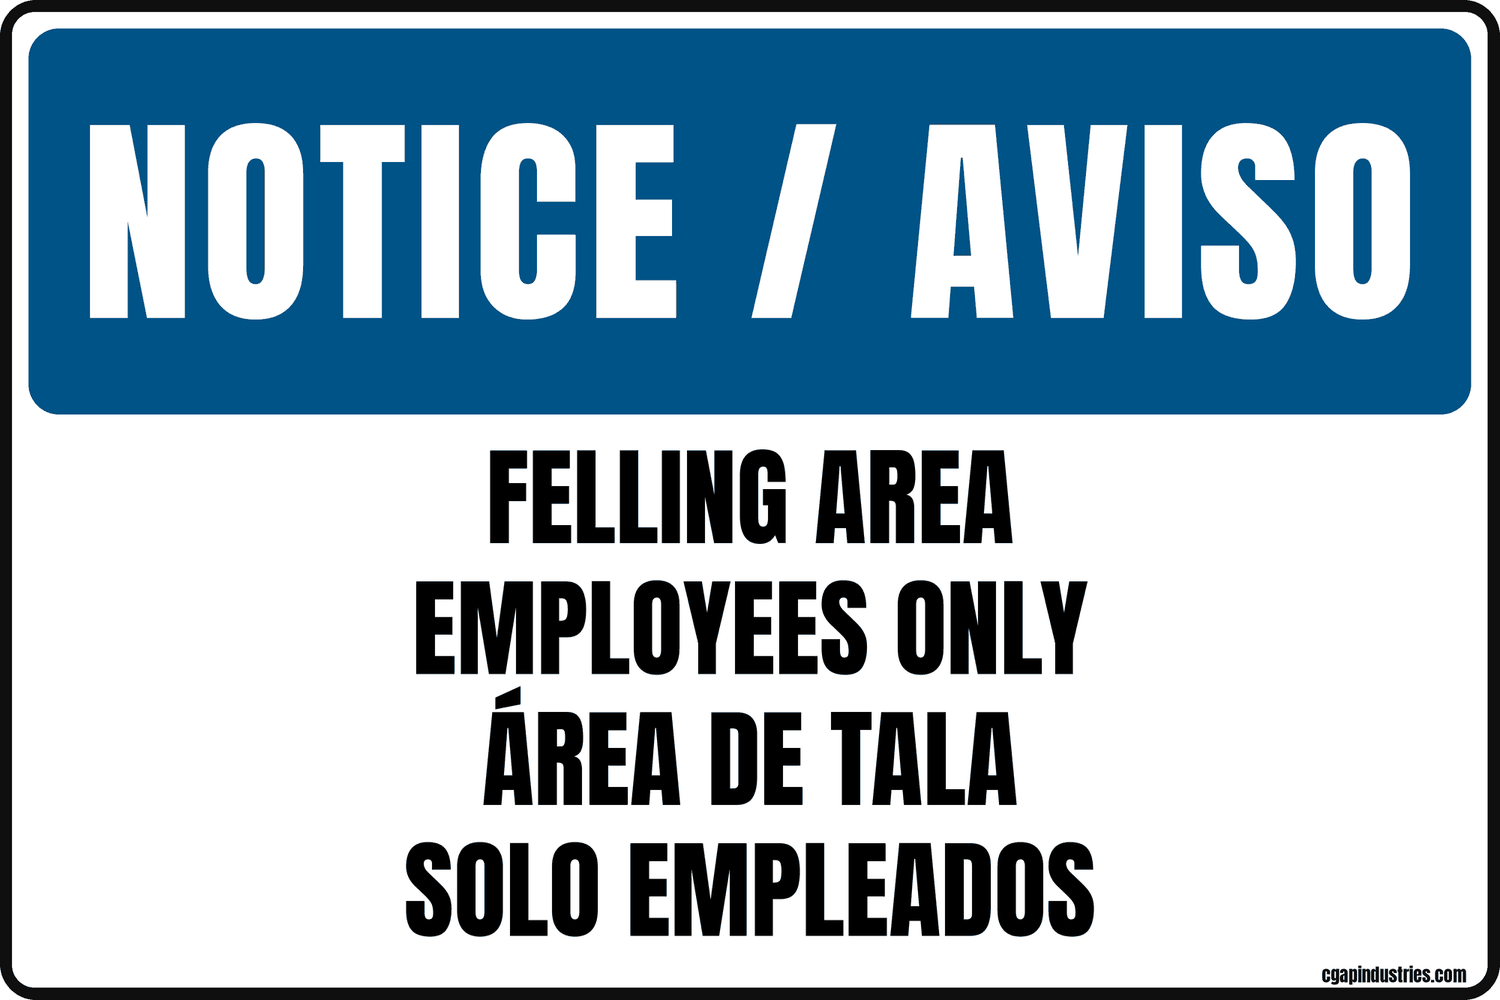 NOTICE / AVISO
FELLING AREA
EMPLOYEES ONLY
ÁREA DE TALA
SOLO EMPLEADOS
cgapindustries.com